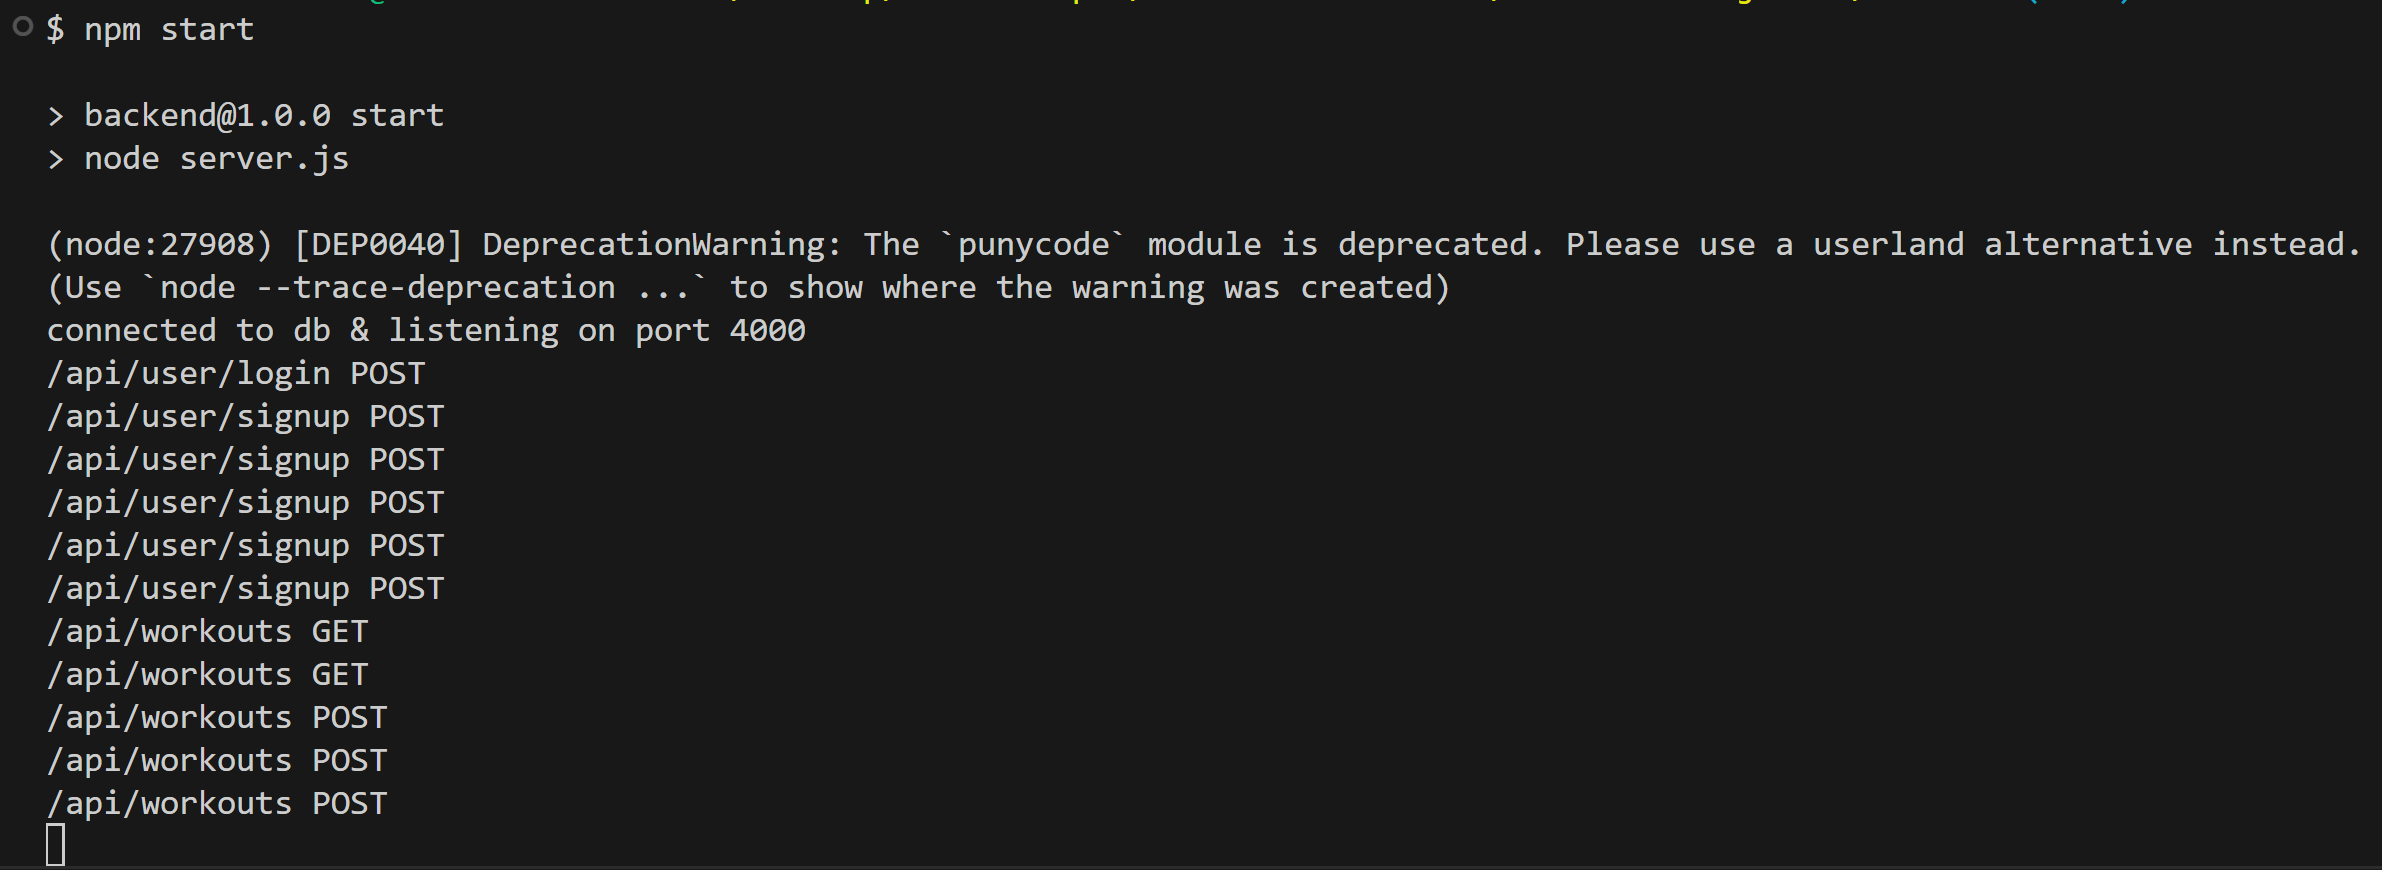 $ npm start
> backend@1.0.0 start
> node server.js
(node:27908) [DEP0040] DeprecationWarning: The `punycode` module is deprecated. Please use a userland alternative instead.
(Use `node --trace-deprecation ...` to show where the warning was created)
connected to db & listening on port 4000
/api/user/login POST
/api/user/signup POST
/api/user/signup POST
/api/user/signup POST
/api/user/signup POST
/api/user/signup POST
/api/workouts GET
/api/workouts GET
/api/workouts POST
/api/workouts POST
/api/workouts POST